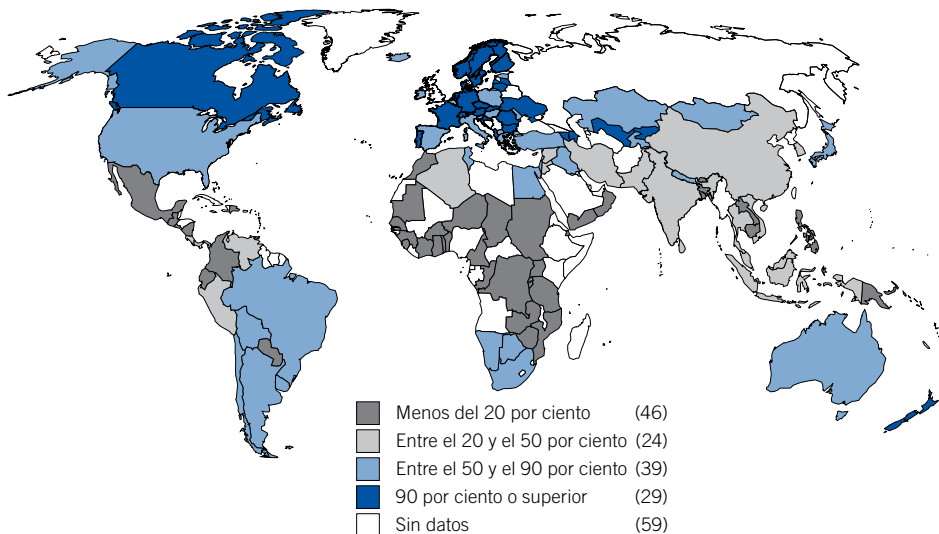 Menos del 20 por ciento (46)
Entre el 20 y el 50 por ciento (24)
Entre el 50 y el 90 por ciento (39)
90 por ciento o superior (29)
Sin datos (59)